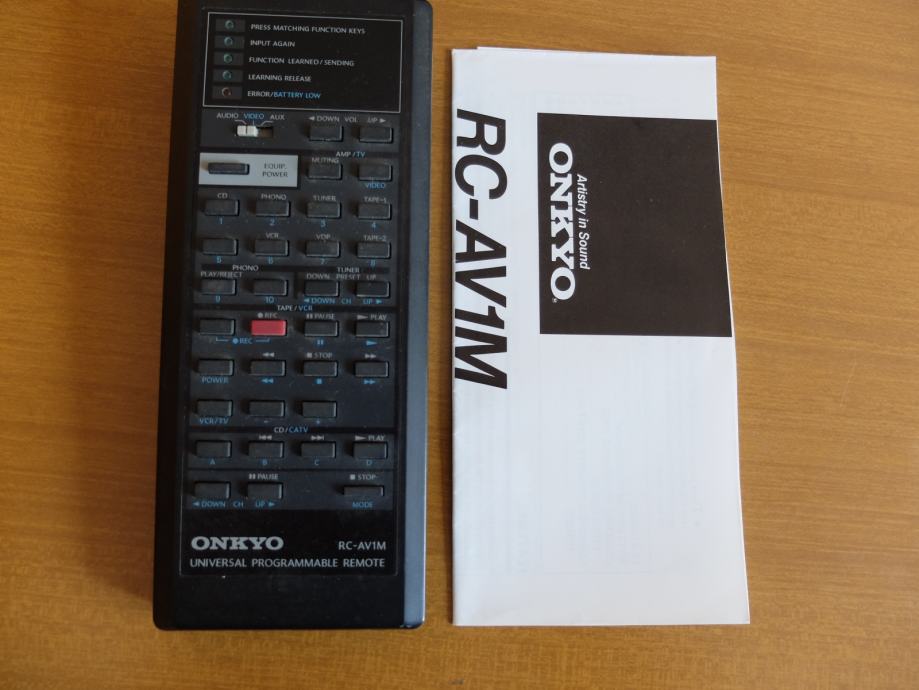 PRESS MATCHING FUNCTION KEYS
INPUT AGAIN
FUNCTION LEARNED/SENDING
LEARNING RELEASE
ERROR/BATTERY LOW
AUDIO VIDEO AUX
◄ DOWN VOL UP ►
AMP/TV
EQUIP. POWER
MUTING
VIDEO
CD PHONO TUNER TAPE-1
1 2 3 4
VCR VDP TAPE-2
5 6 7 8
PHONO TUNER
PLAY/REJECT DOWN PRESET UP
9 10 ◄ DOWN CH UP ►
TAPE/VCR
● REC ▮▮ PAUSE ► PLAY
● REC ▮▮ ►
◄◄ ■ STOP ►►
POWER ◄◄ ■ ►►
VCR/TV − +
CD/CATV
▮◄◄ ►►▮ ► PLAY
A B C D
▮▮ PAUSE ■ STOP
◄ DOWN CH UP ► MODE
ONKYO RC-AV1M
UNIVERSAL PROGRAMMABLE REMOTE
Artistry in Sound
ONKYO®
RC-AV1M